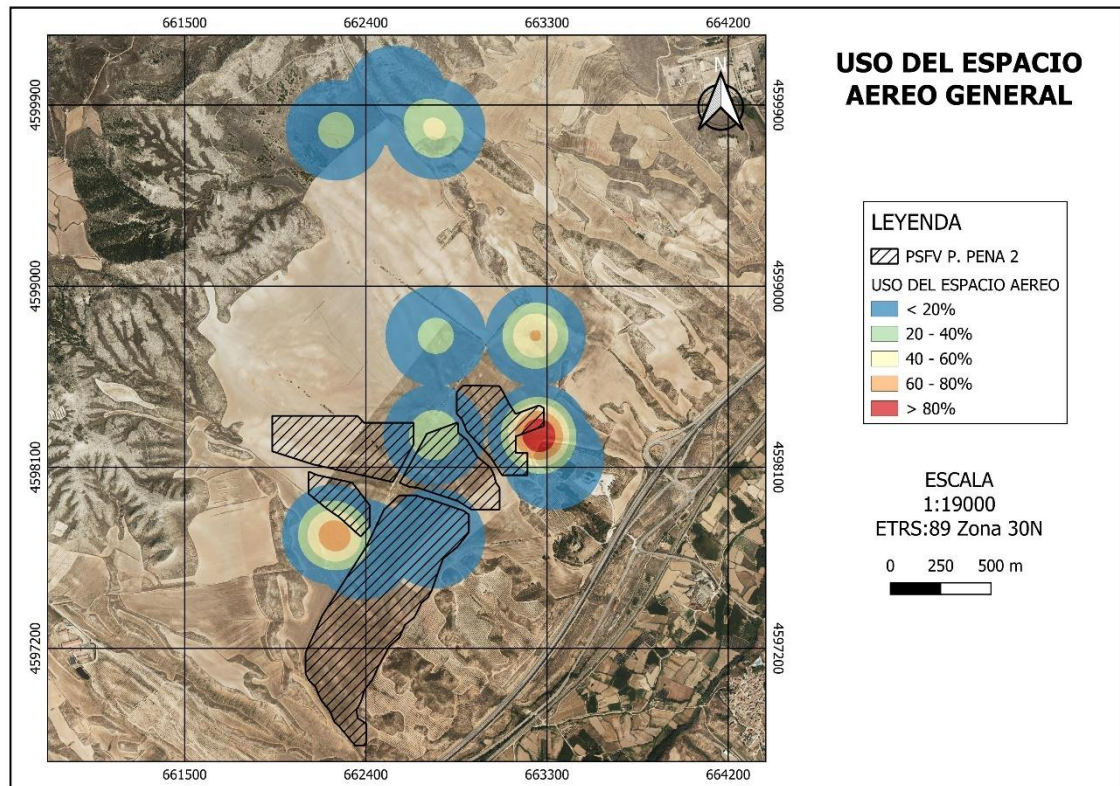 661500 662400 663300 664200
4599900 4599900
4599000 4599000
4598100 4598100
4597200 4597200
661500 662400 663300 664200
N
USO DEL ESPACIO
AEREO GENERAL
LEYENDA
PSFV P. PENA 2
USO DEL ESPACIO AEREO
< 20%
20 - 40%
40 - 60%
60 - 80%
> 80%
ESCALA
1:19000
ETRS:89 Zona 30N
0 250 500 m